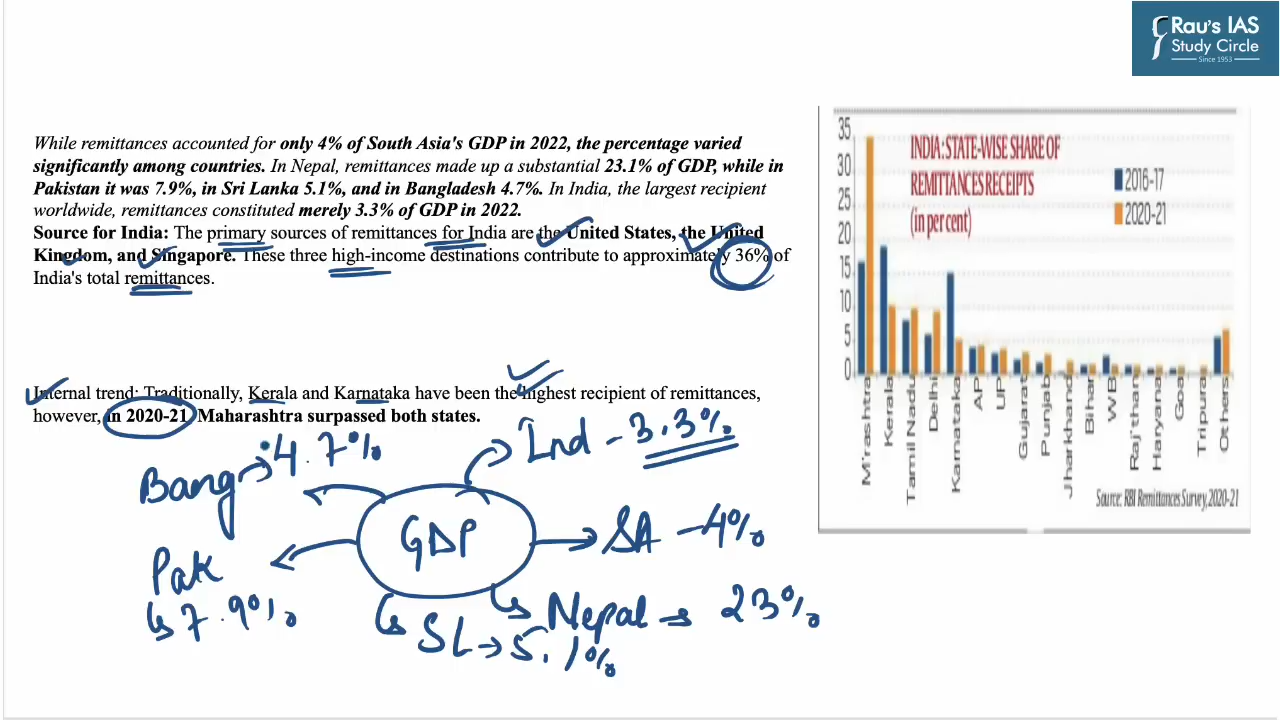 Rau's IAS
Study Circle
Since 1953
While remittances accounted for only 4% of South Asia's GDP in 2022, the percentage varied
significantly among countries. In Nepal, remittances made up a substantial 23.1% of GDP, while in
Pakistan it was 7.9%, in Sri Lanka 5.1%, and in Bangladesh 4.7%. In India, the largest recipient
worldwide, remittances constituted merely 3.3% of GDP in 2022.
Source for India: The primary sources of remittances for India are the United States, the United
Kingdom, and Singapore. These three high-income destinations contribute to approximately 36% of
India's total remittances.
Internal trend: Traditionally, Kerala and Karnataka have been the highest recipient of remittances,
however, in 2020-21 Maharashtra surpassed both states.
Bang → 4.7%
Ind - 3.3%
GDP
SA - 4%
Pak
↳ 7.9%
Nepal → 23%
SL → 5.1%
INDIA: STATE-WISE SHARE OF
REMITTANCES RECEIPTS
(in per cent)
2016-17
2020-21
35
30
25
20
15
10
5
0
M'rashtra
Kerala
Tamil Nadu
Delhi
Karnataka
AP
UP
Gujarat
Punjab
Jharkhand
Bihar
WB
Raj'than
Haryana
Goa
Tripura
Others
Source: RBI Remittances Survey, 2020-21